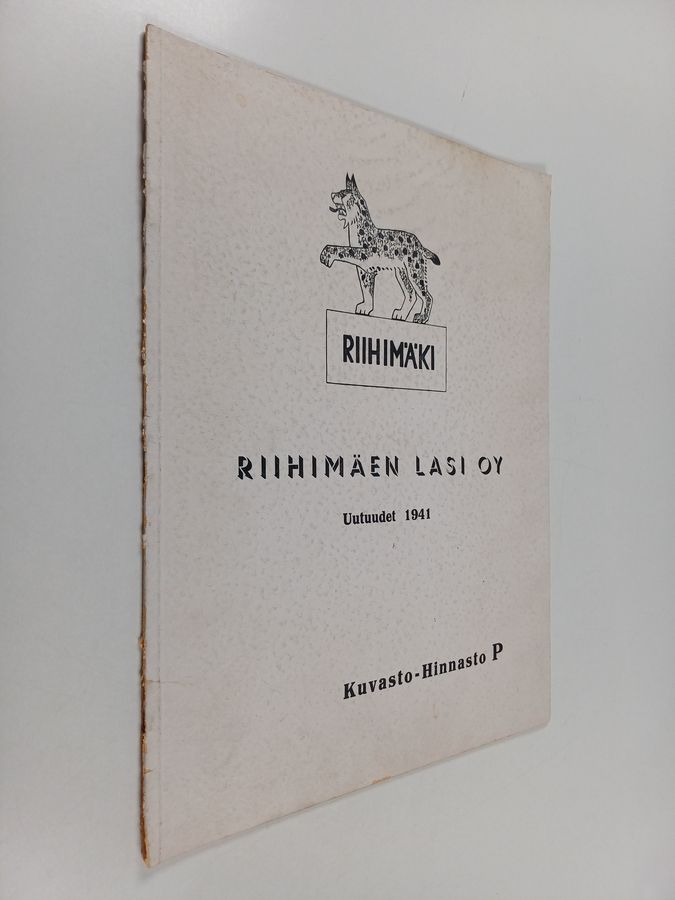 RIIHIMÄKI
RIIHIMÄEN LASI OY
Uutuudet 1941
Kuvasto-Hinnasto P